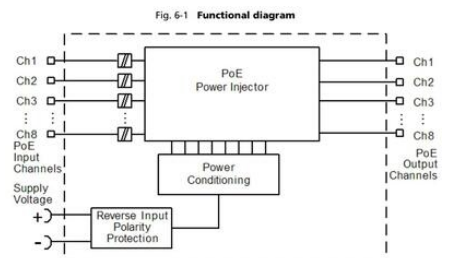 Fig. 6-1 Functional diagram
Ch1
Ch2
Ch3
⋮ ⋮
Ch8
PoE
Input
Channels
Supply
Voltage
+
-
PoE
Power Injector
Power
Conditioning
Reverse Input
Polarity
Protection
Ch1
Ch2
Ch3
⋮ ⋮
Ch8
PoE
Output
Channels